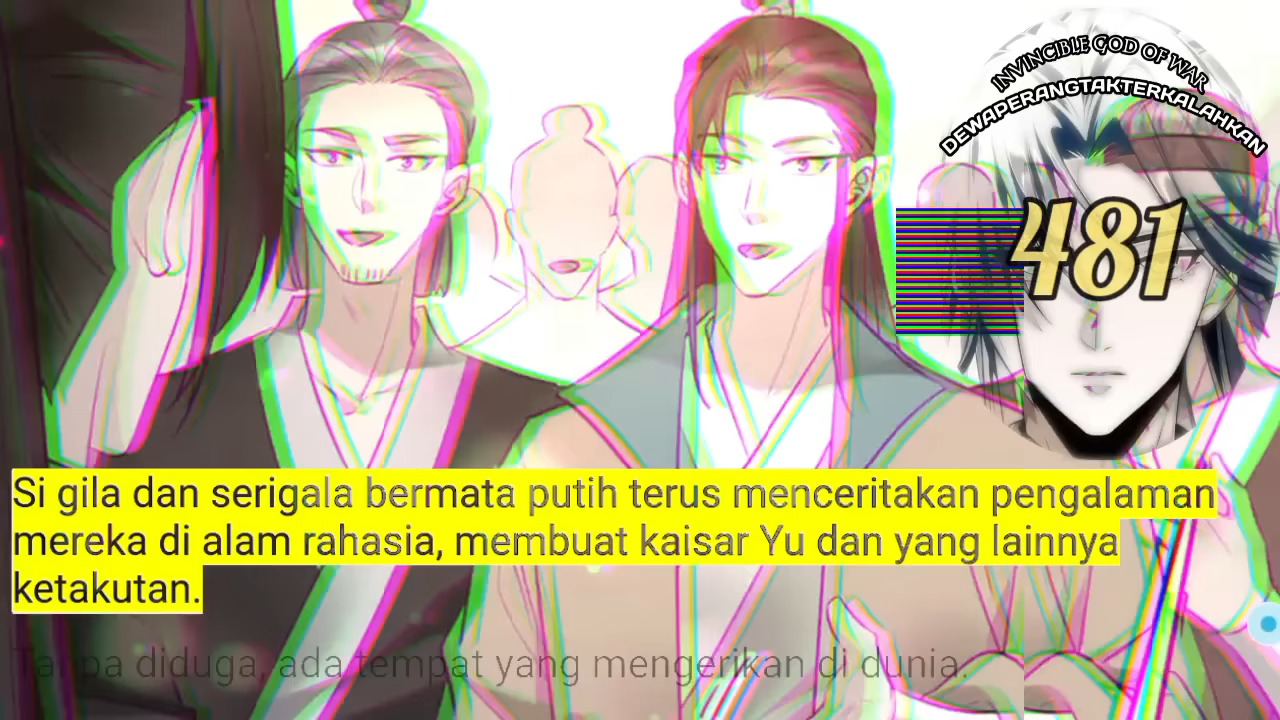 INVINCIBLE GOD OF WAR
DEWAPERANGTAKTERKALAHKAN
481
Si gila dan serigala bermata putih terus menceritakan pengalaman
mereka di alam rahasia, membuat kaisar Yu dan yang lainnya
ketakutan.
Tanpa diduga, ada tempat yang mengerikan di dunia.